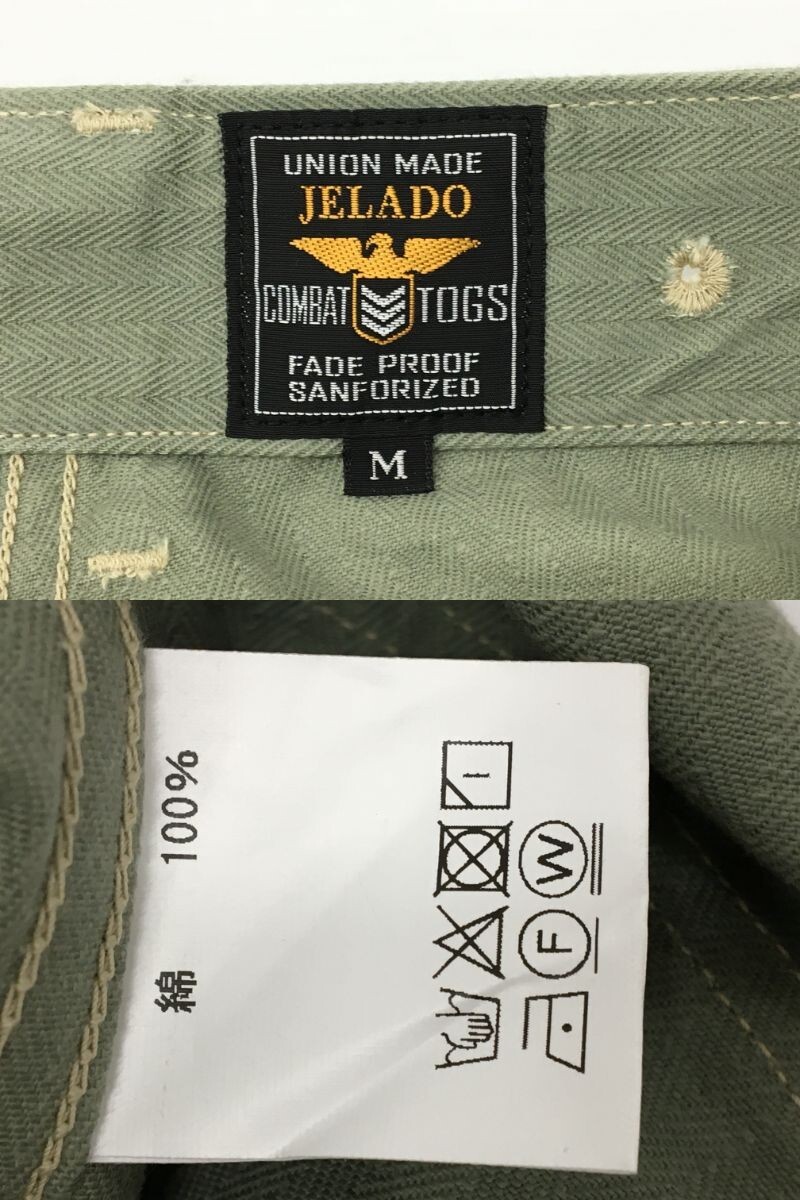 UNION MADE
JELADO
COMBAT TOGS
FADE PROOF
SANFORIZED
M
綿 100%
W
F